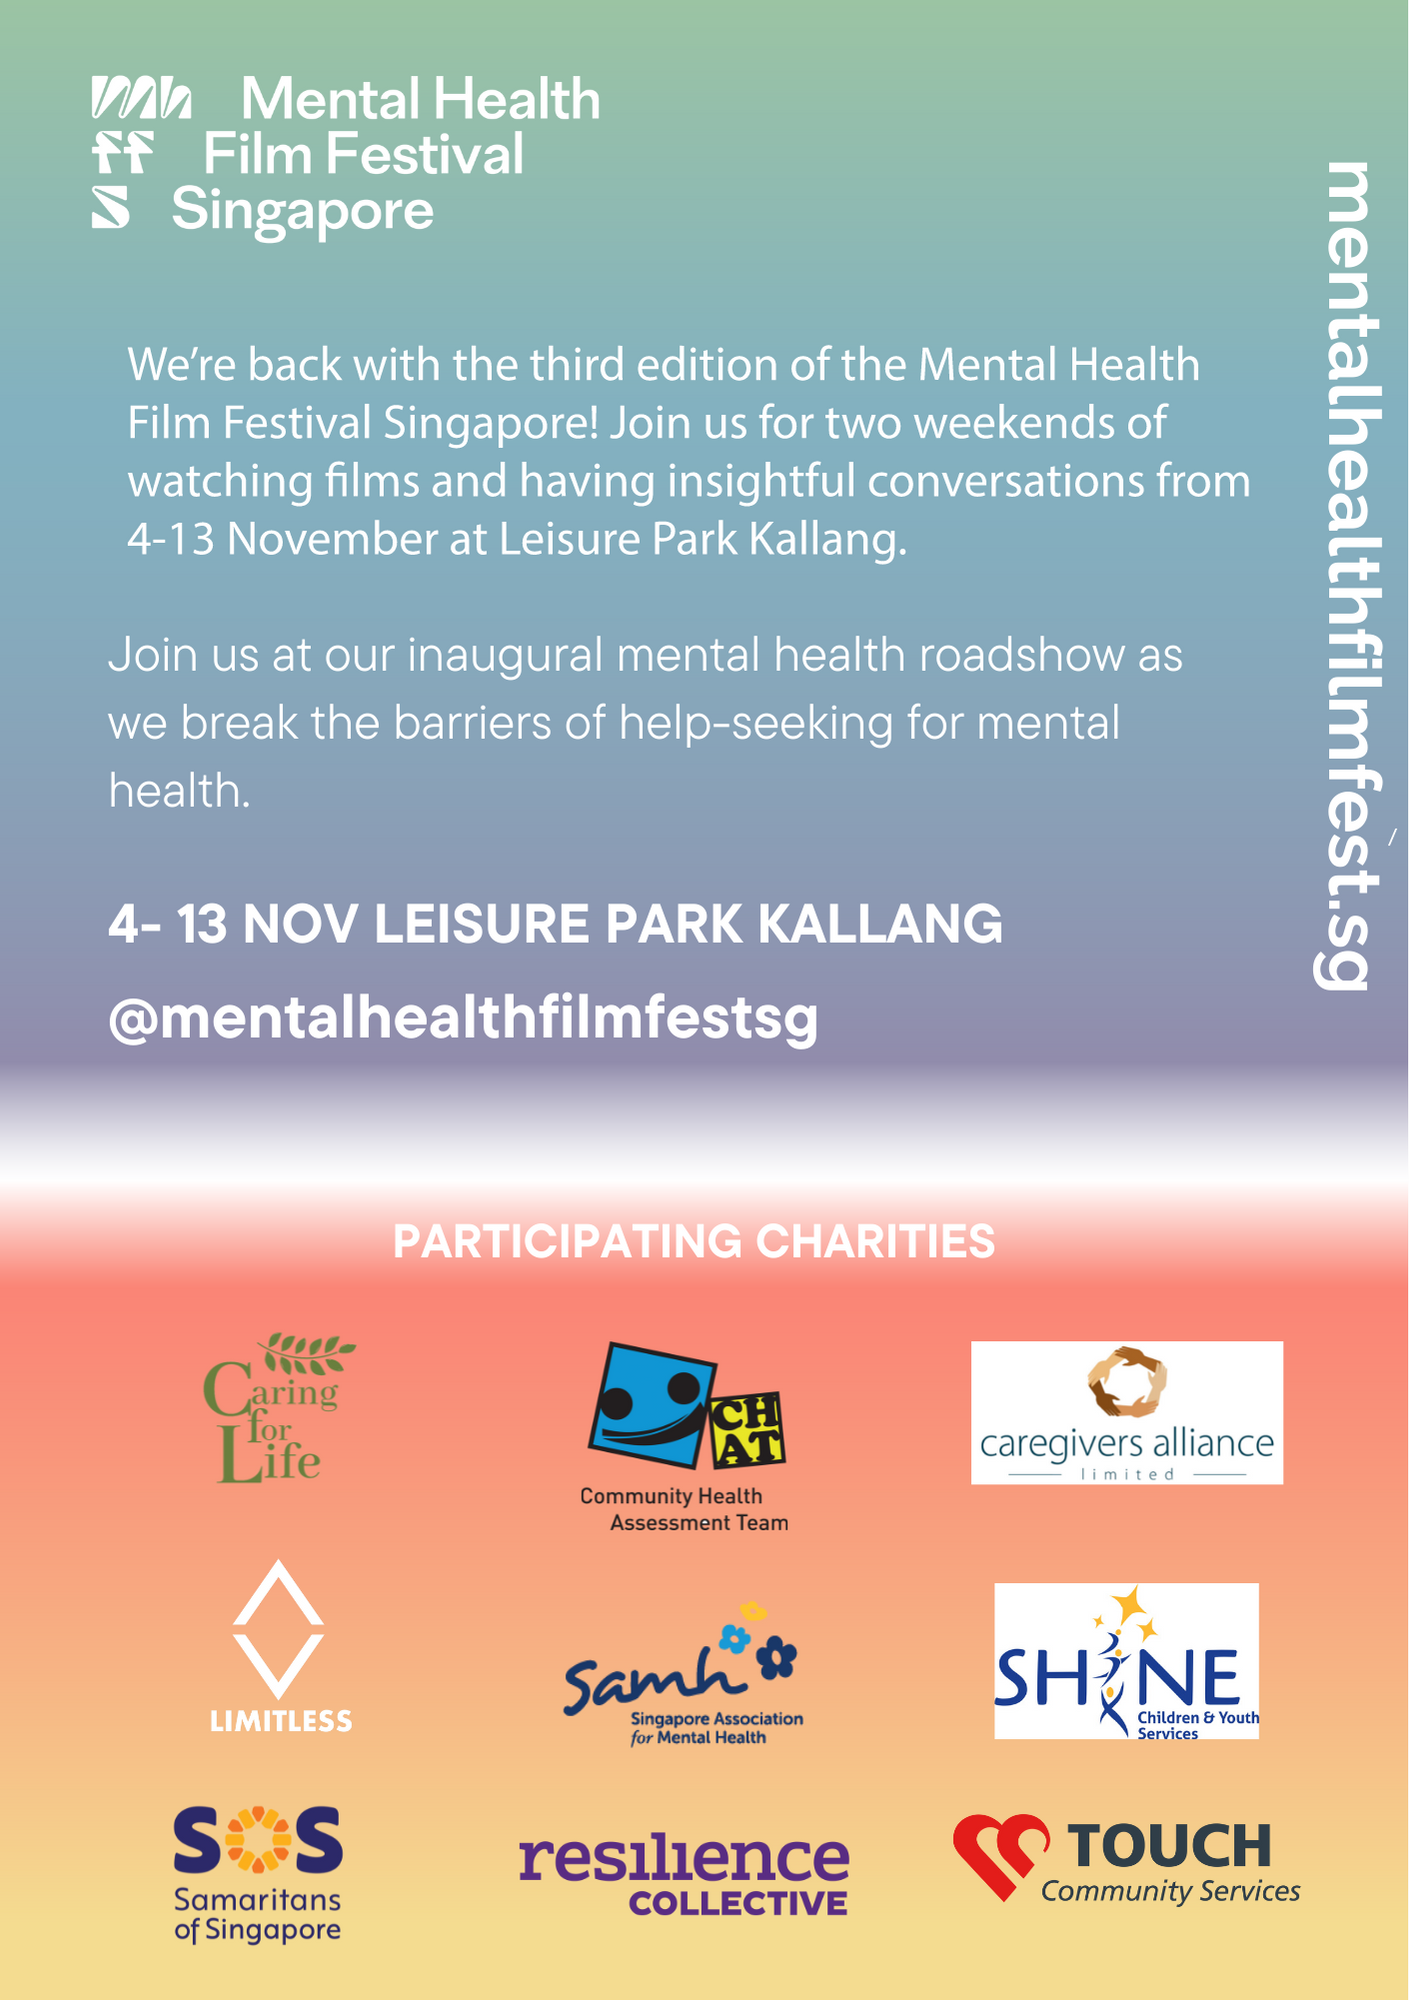 mh Mental Health
ff Film Festival
S Singapore
mentalhealthfilmfest.sg
We’re back with the third edition of the Mental Health
Film Festival Singapore! Join us for two weekends of
watching films and having insightful conversations from
4-13 November at Leisure Park Kallang.
Join us at our inaugural mental health roadshow as
we break the barriers of help-seeking for mental
health.
/
4- 13 NOV LEISURE PARK KALLANG
@mentalhealthfilmfestsg
PARTICIPATING CHARITIES
Caring
for
Life
CH
AT
Community Health
Assessment Team
caregivers alliance
limited
LIMITLESS
samh
Singapore Association
for Mental Health
SHINE
Children & Youth
Services
SOS
Samaritans
of Singapore
resilience
COLLECTIVE
TOUCH
Community Services